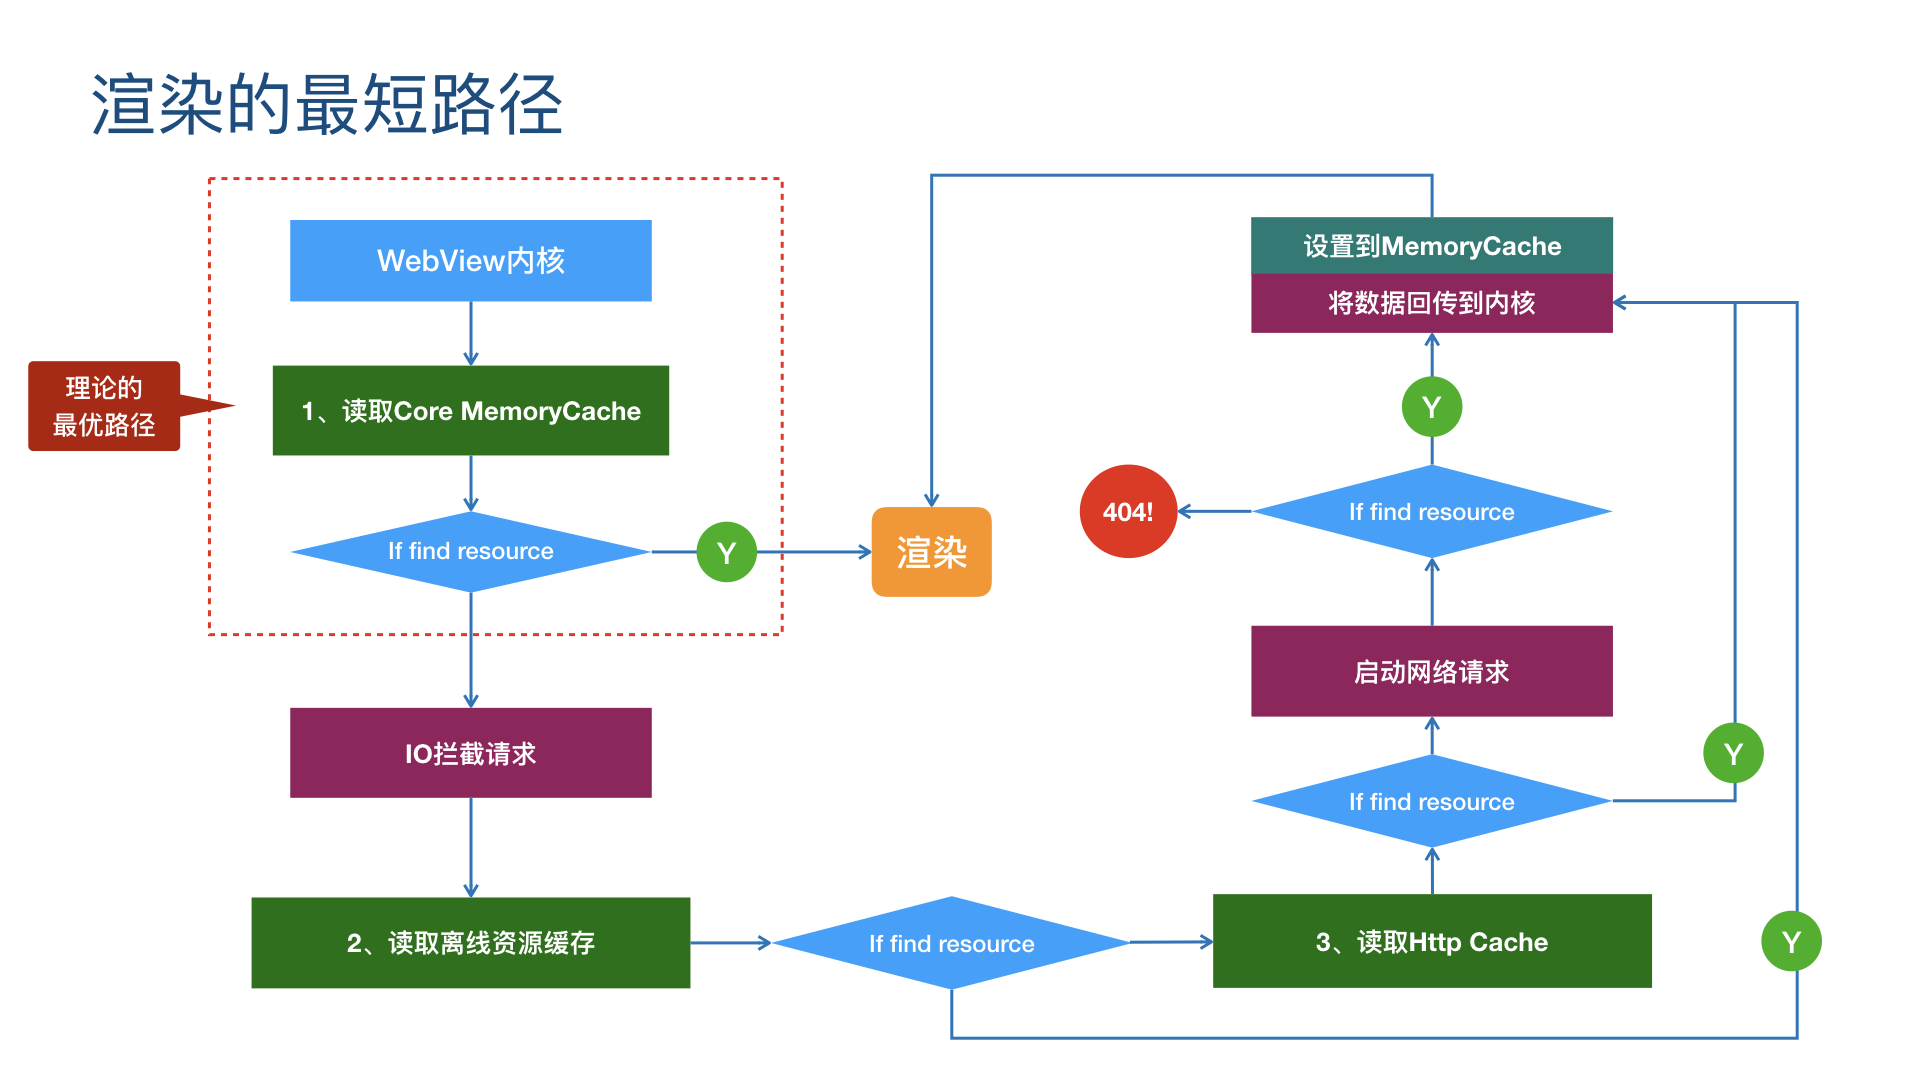 渲染的最短路径
WebView内核
理论的
最优路径
1、读取Core MemoryCache
If find resource
Y
渲染
IO拦截请求
2、读取离线资源缓存
If find resource
3、读取Http Cache
If find resource
Y
Y
启动网络请求
If find resource
404!
Y
将数据回传到内核
设置到MemoryCache